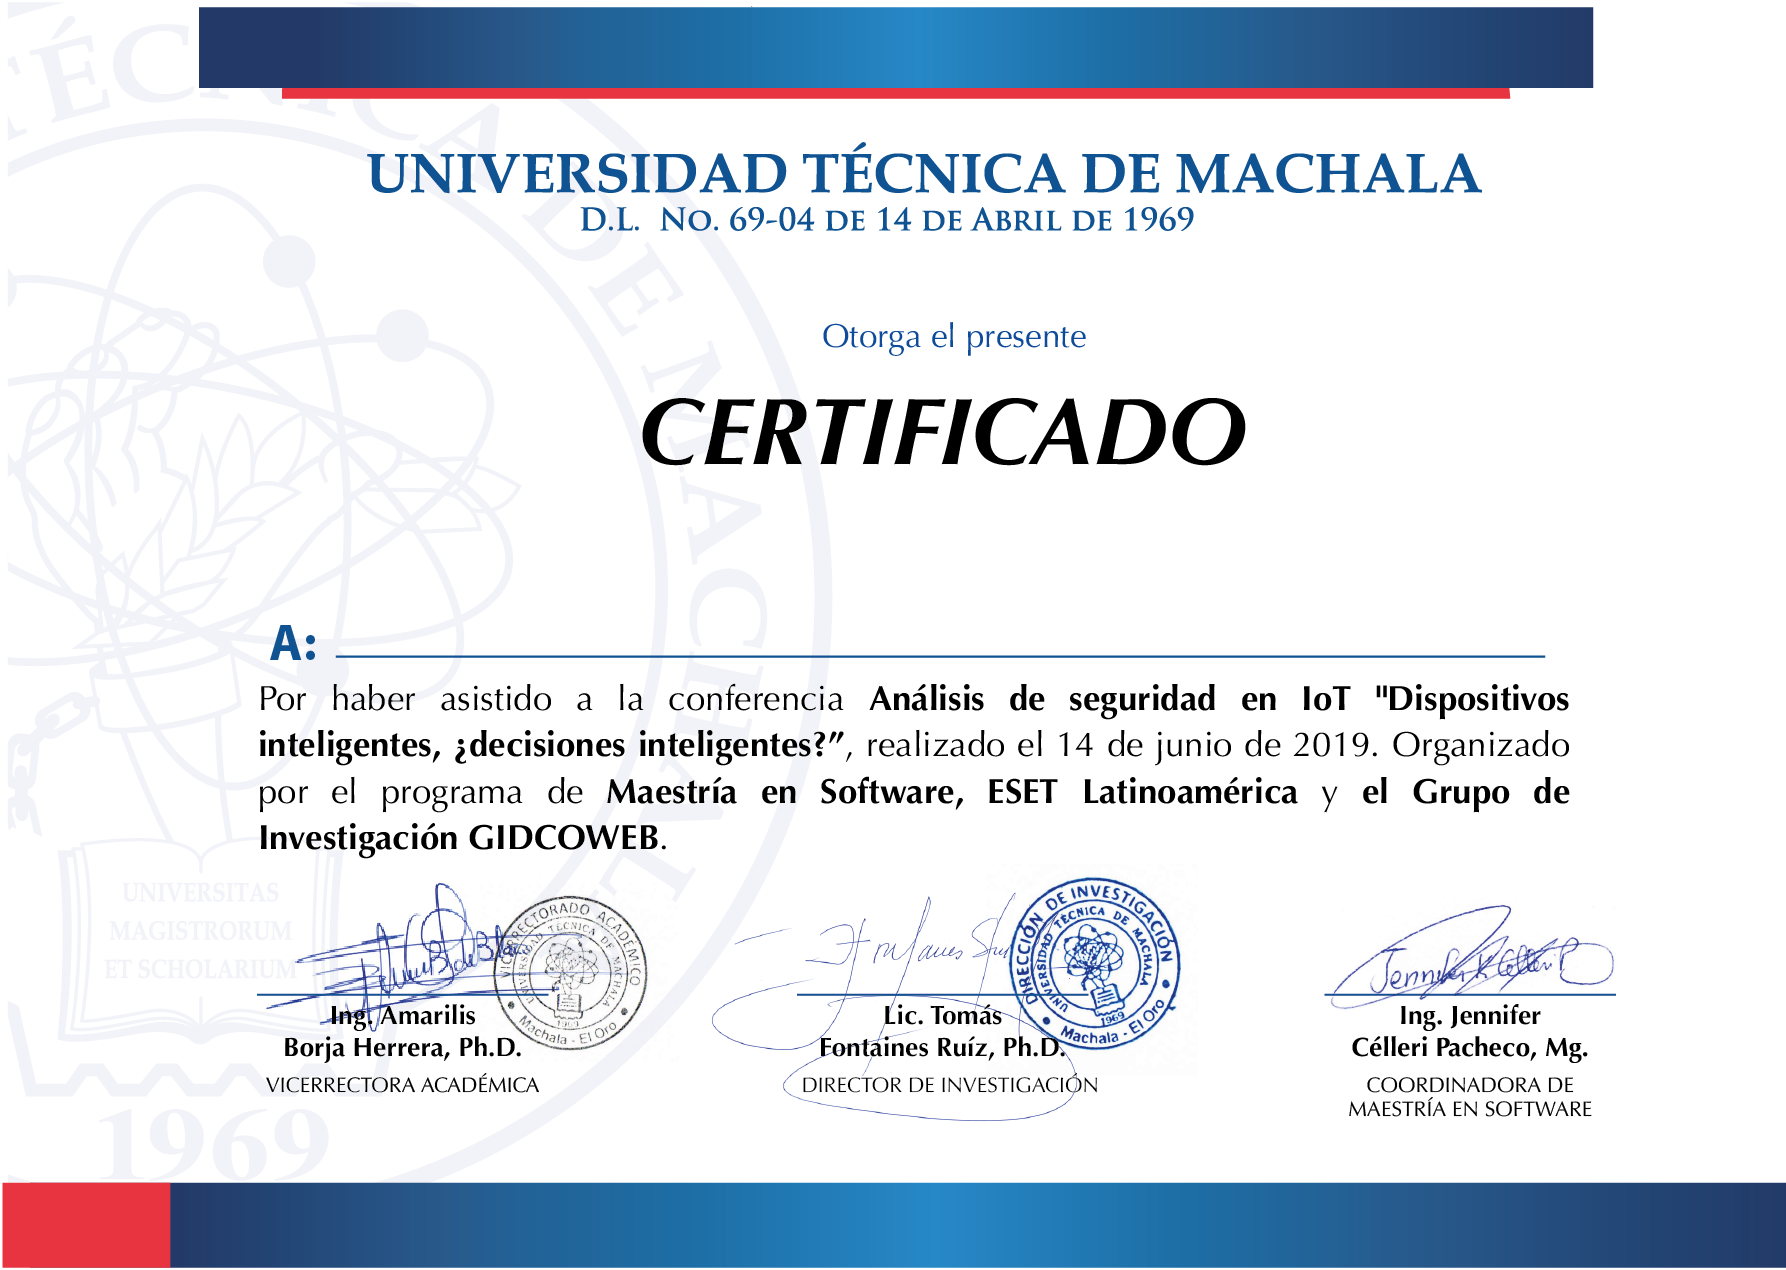 UNIVERSIDAD TÉCNICA DE MACHALA
D.L. No. 69-04 DE 14 DE ABRIL DE 1969
Otorga el presente
CERTIFICADO
A:
Por haber asistido a la conferencia Análisis de seguridad en IoT "Dispositivos
inteligentes, ¿decisiones inteligentes?”, realizado el 14 de junio de 2019. Organizado
por el programa de Maestría en Software, ESET Latinoamérica y el Grupo de
Investigación GIDCOWEB.
UNIVERSITAS
MAGISTRORUM
ET SCHOLARIUM
1969
TÉCNICA DE MACHALA
VICERRECTORADO ACADÉMICO
UNIVERSIDAD TÉCNICA DE MACHALA
1969
Machala - El Oro
Ing. Amarilis
Borja Herrera, Ph.D.
VICERRECTORA ACADÉMICA
DIRECCIÓN DE INVESTIGACIÓN
UNIVERSIDAD TÉCNICA DE MACHALA
1969
Machala - El Oro
Lic. Tomás
Fontaines Ruíz, Ph.D.
DIRECTOR DE INVESTIGACIÓN
Jennifer K Célleri P
Ing. Jennifer
Célleri Pacheco, Mg.
COORDINADORA DE
MAESTRÍA EN SOFTWARE